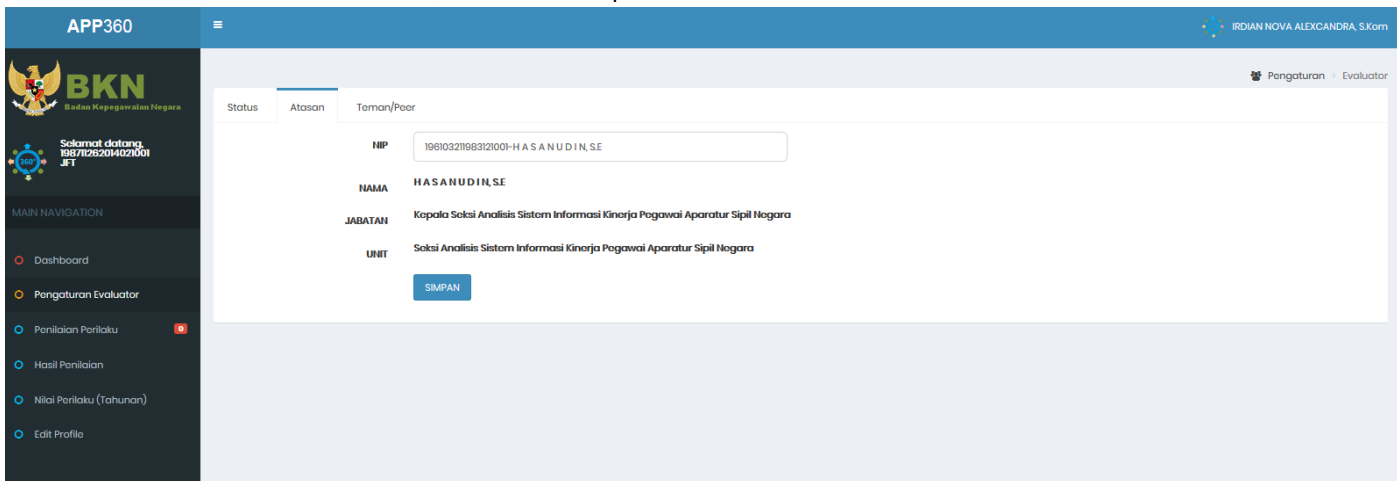 APP360
IRDIAN NOVA ALEXCANDRA, S.Kom
BKN
Badan Kepegawaian Negara
Pengaturan > Evaluator
Status Atasan Teman/Peer
Selamat datang,
198711262014021001
JFT
360°
NIP 196103211983121001-H A S A N U D I N, S.E
NAMA H A S A N U D I N, S.E
JABATAN Kepala Seksi Analisis Sistem Informasi Kinerja Pegawai Aparatur Sipil Negara
UNIT Seksi Analisis Sistem Informasi Kinerja Pegawai Aparatur Sipil Negara
SIMPAN
MAIN NAVIGATION
Dashboard
Pengaturan Evaluator
Penilaian Perilaku 0
Hasil Penilaian
Nilai Perilaku (Tahunan)
Edit Profile